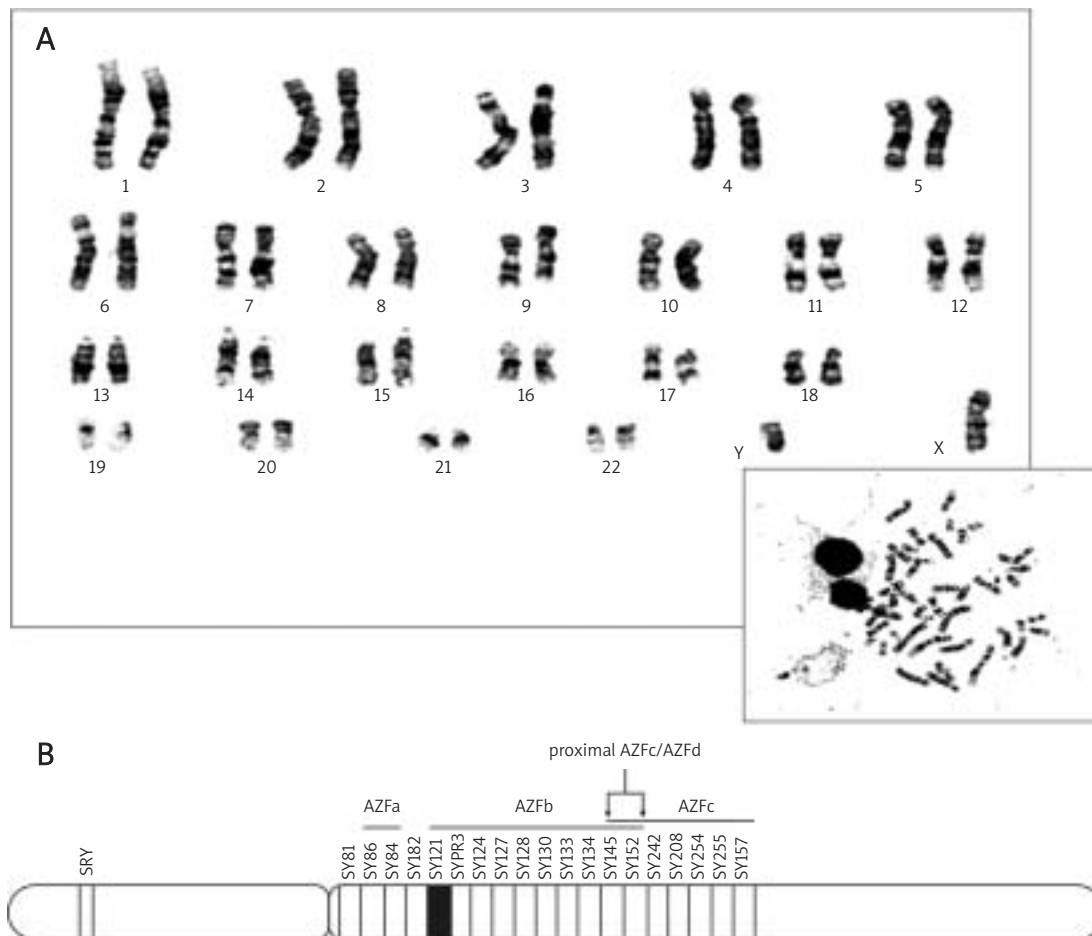 A
1 2 3 4 5
6 7 8 9 10 11 12
13 14 15 16 17 18
19 20 21 22 Y X
B
proximal AZFc/AZFd
AZFa AZFb AZFc
SRY SY81 SY86 SY84 SY182 SY121 SYPR3 SY124 SY127 SY128 SY130 SY133 SY134 SY145 SY152 SY242 SY208 SY254 SY255 SY157